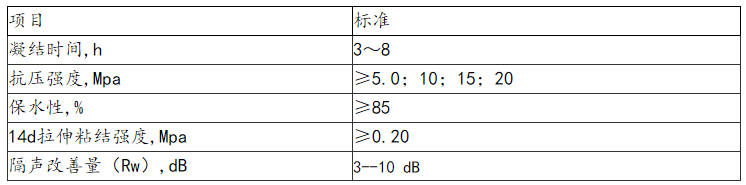 项目 标准
凝结时间,h 3～8
抗压强度,Mpa ≥5.0；10；15；20
保水性,% ≥85
14d拉伸粘结强度,Mpa ≥0.20
隔声改善量（Rw）,dB 3--10 dB